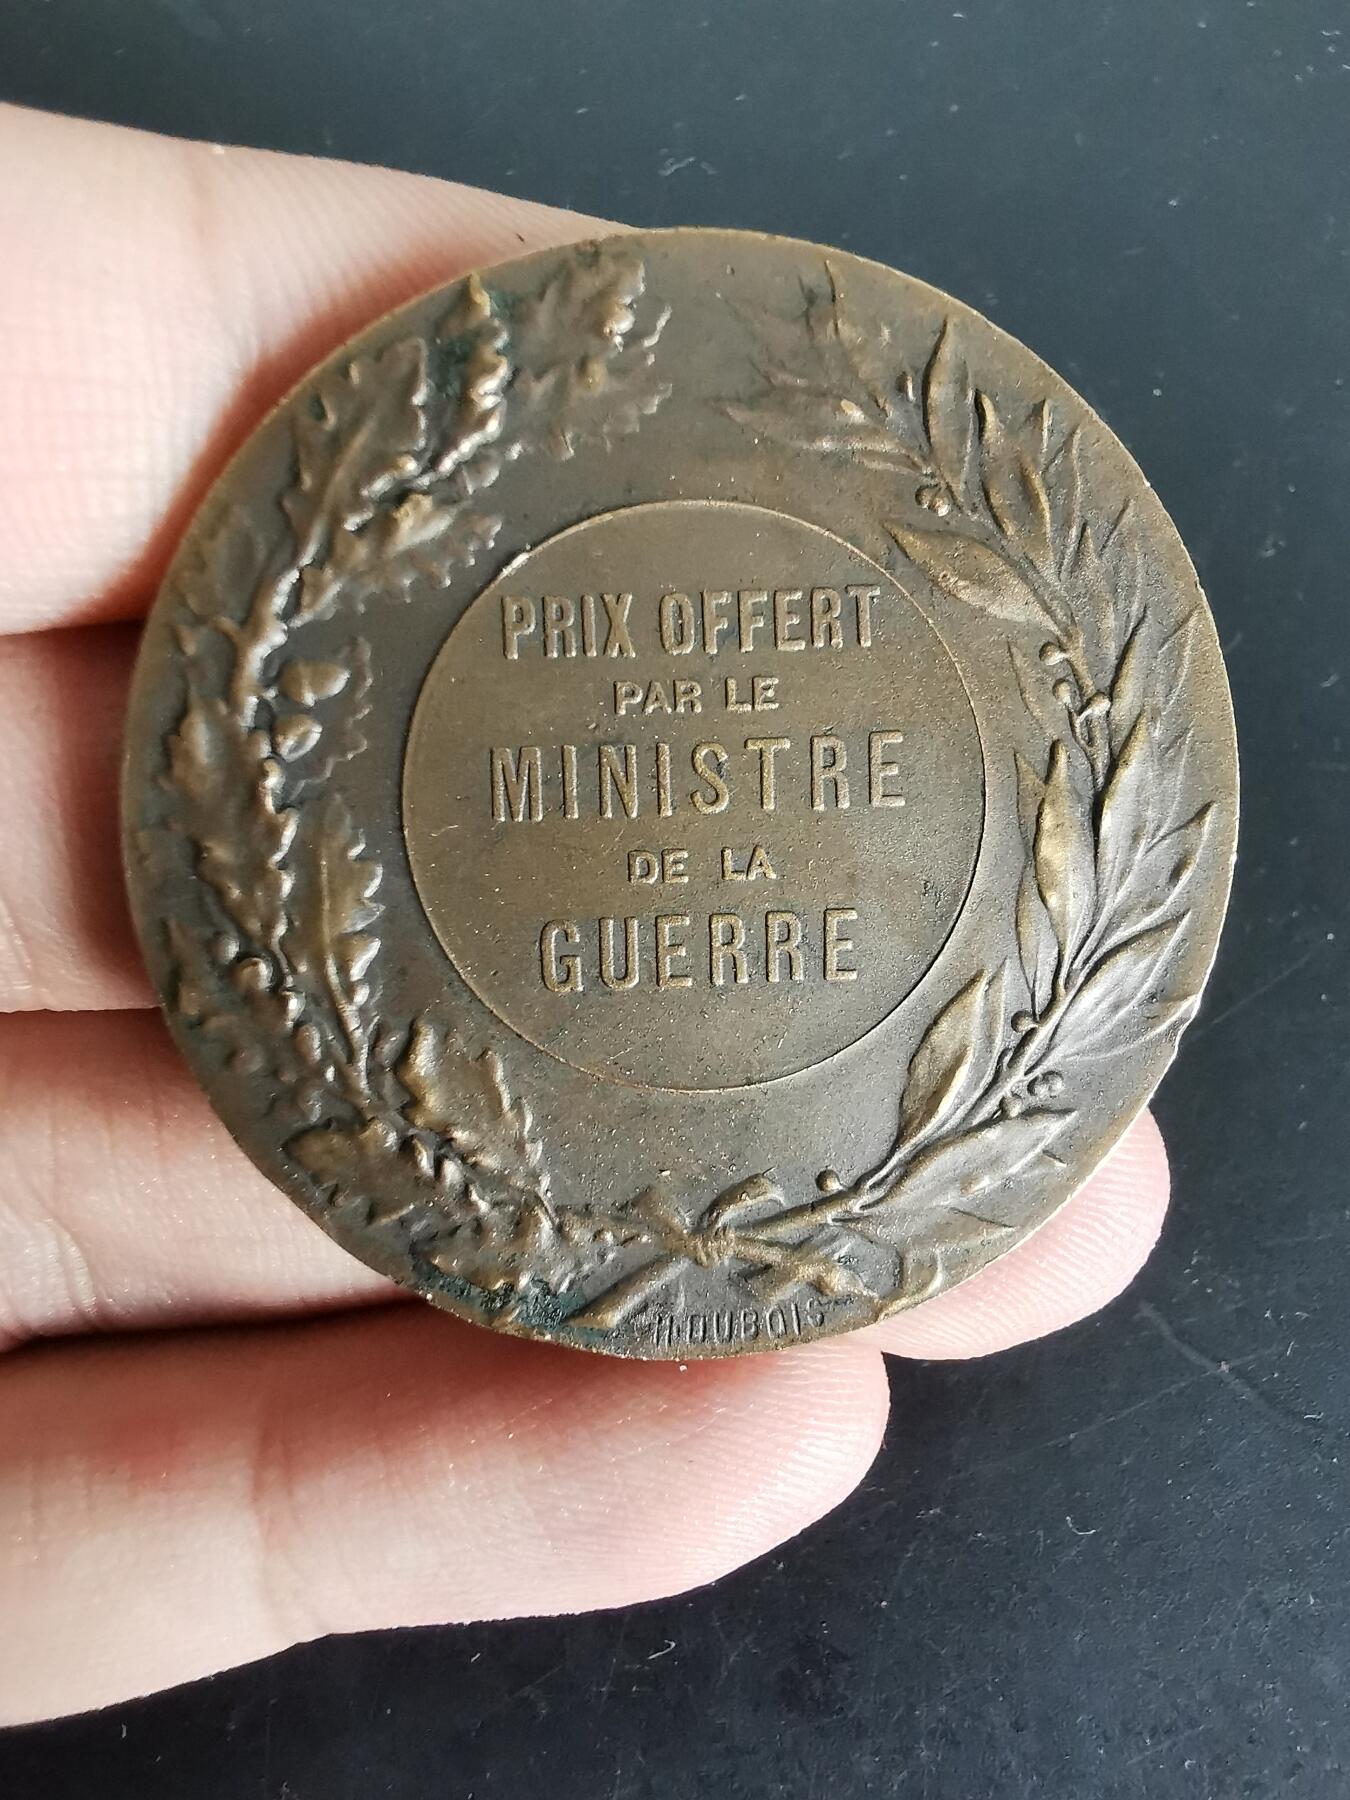 PRIX OFFERT
PAR LE
MINISTRE
DE LA
GUERRE
H.DUBOIS